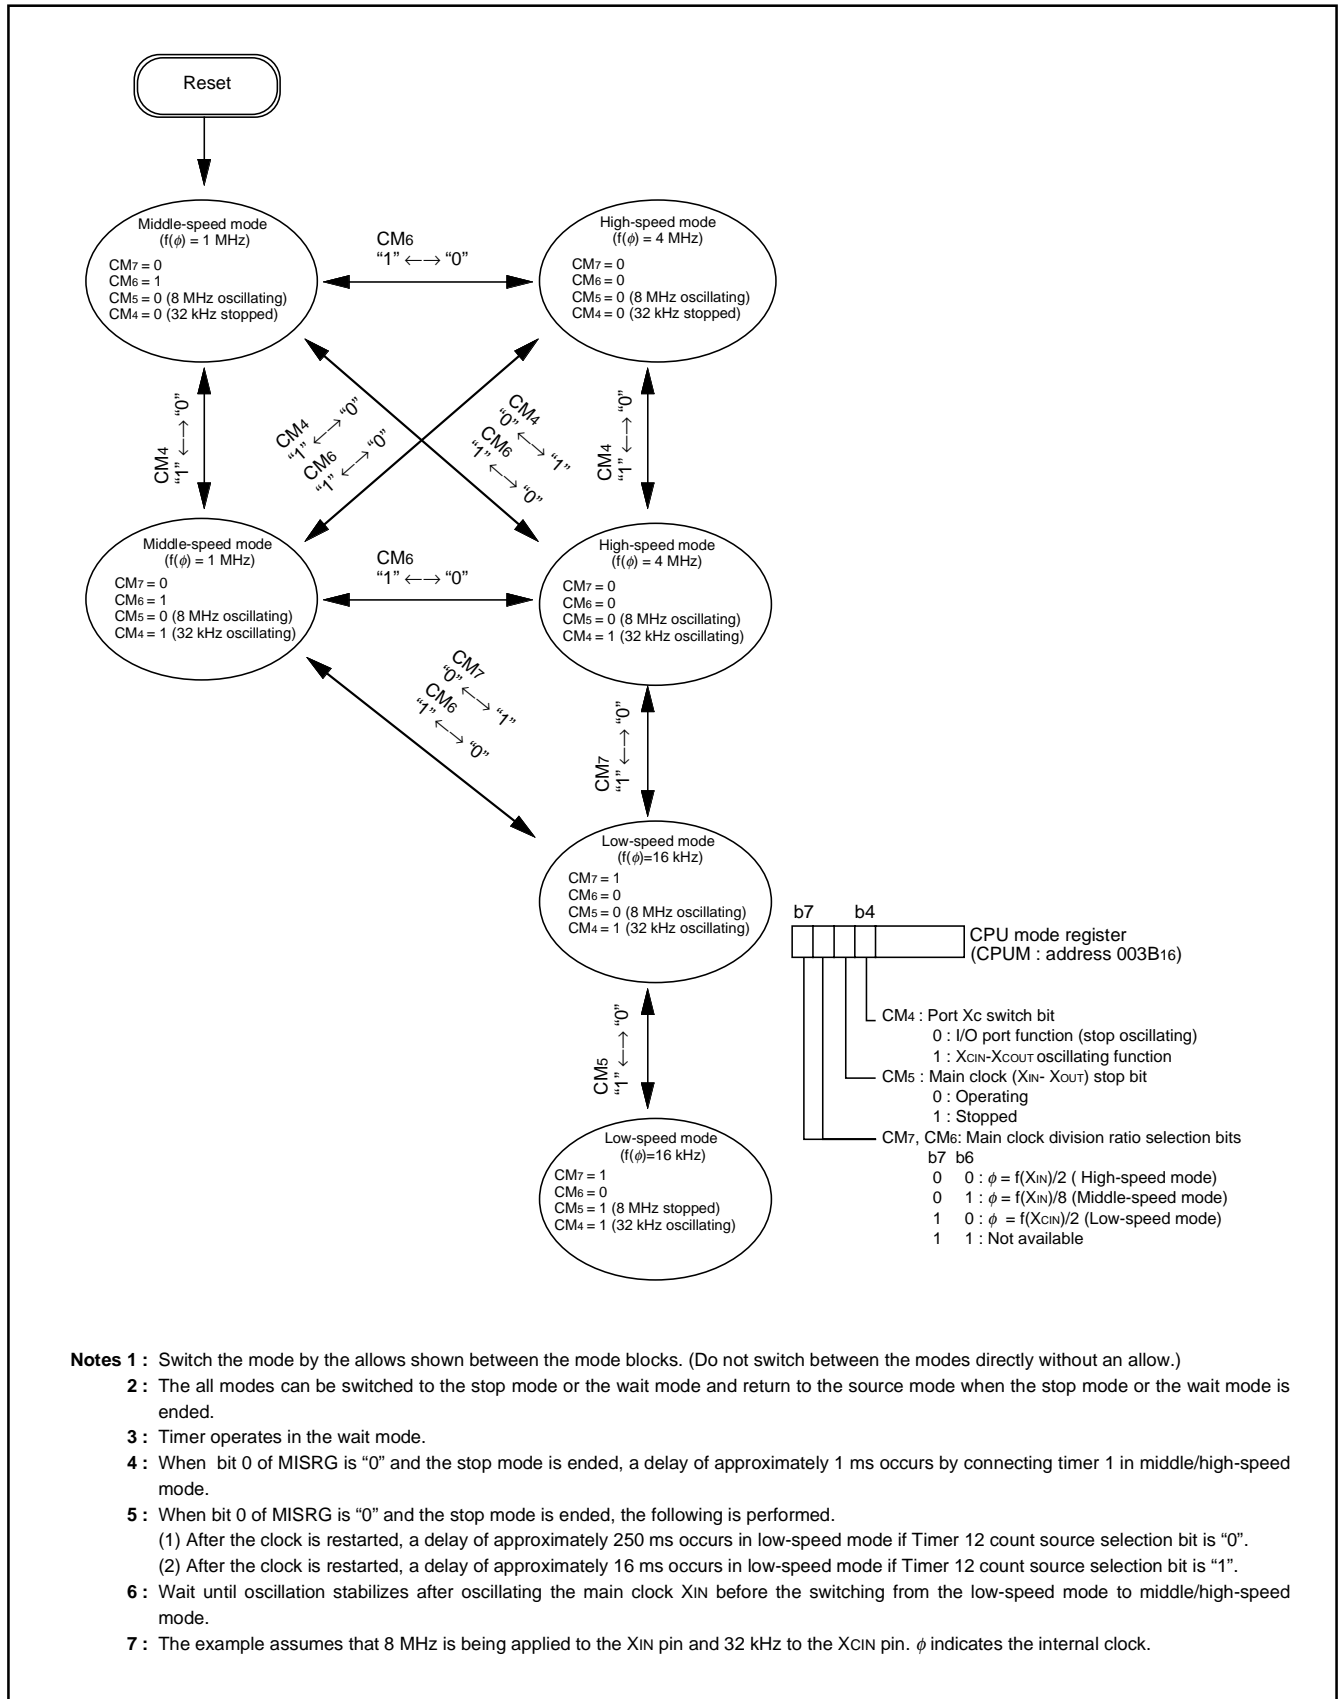 Reset
Middle-speed mode
(f(ϕ) = 1 MHz)
CM7 = 0
CM6 = 1
CM5 = 0 (8 MHz oscillating)
CM4 = 0 (32 kHz stopped)
CM6
“1” ←→ “0”
High-speed mode
(f(ϕ) = 4 MHz)
CM7 = 0
CM6 = 0
CM5 = 0 (8 MHz oscillating)
CM4 = 0 (32 kHz stopped)
CM4
“1” ←→ “0”
CM4
“1” ←→ “0”
CM6
“1” ←→ “0”
CM4
“0” ←→ “1”
CM6
“1” ←→ “0”
CM4
“1” ←→ “0”
Middle-speed mode
(f(ϕ) = 1 MHz)
CM7 = 0
CM6 = 1
CM5 = 0 (8 MHz oscillating)
CM4 = 1 (32 kHz oscillating)
CM6
“1” ←→ “0”
High-speed mode
(f(ϕ) = 4 MHz)
CM7 = 0
CM6 = 0
CM5 = 0 (8 MHz oscillating)
CM4 = 1 (32 kHz oscillating)
CM7
“0” ←→ “1”
CM6
“1” ←→ “0”
CM7
“1” ←→ “0”
Low-speed mode
(f(ϕ)=16 kHz)
CM7 = 1
CM6 = 0
CM5 = 0 (8 MHz oscillating)
CM4 = 1 (32 kHz oscillating)
CM5
“1” ←→ “0”
Low-speed mode
(f(ϕ)=16 kHz)
CM7 = 1
CM6 = 0
CM5 = 1 (8 MHz stopped)
CM4 = 1 (32 kHz oscillating)
b7 b4
CPU mode register
(CPUM : address 003B16)
CM4 : Port Xc switch bit
0 : I/O port function (stop oscillating)
1 : XCIN-XCOUT oscillating function
CM5 : Main clock (XIN- XOUT) stop bit
0 : Operating
1 : Stopped
CM7, CM6: Main clock division ratio selection bits
b7 b6
0 0 : ϕ = f(XIN)/2 ( High-speed mode)
0 1 : ϕ = f(XIN)/8 (Middle-speed mode)
1 0 : ϕ = f(XCIN)/2 (Low-speed mode)
1 1 : Not available
Notes 1 : Switch the mode by the allows shown between the mode blocks. (Do not switch between the modes directly without an allow.)
2 : The all modes can be switched to the stop mode or the wait mode and return to the source mode when the stop mode or the wait mode is
ended.
3 : Timer operates in the wait mode.
4 : When bit 0 of MISRG is “0” and the stop mode is ended, a delay of approximately 1 ms occurs by connecting timer 1 in middle/high-speed
mode.
5 : When bit 0 of MISRG is “0” and the stop mode is ended, the following is performed.
(1) After the clock is restarted, a delay of approximately 250 ms occurs in low-speed mode if Timer 12 count source selection bit is “0”.
(2) After the clock is restarted, a delay of approximately 16 ms occurs in low-speed mode if Timer 12 count source selection bit is “1”.
6 : Wait until oscillation stabilizes after oscillating the main clock XIN before the switching from the low-speed mode to middle/high-speed
mode.
7 : The example assumes that 8 MHz is being applied to the XIN pin and 32 kHz to the XCIN pin. ϕ indicates the internal clock.